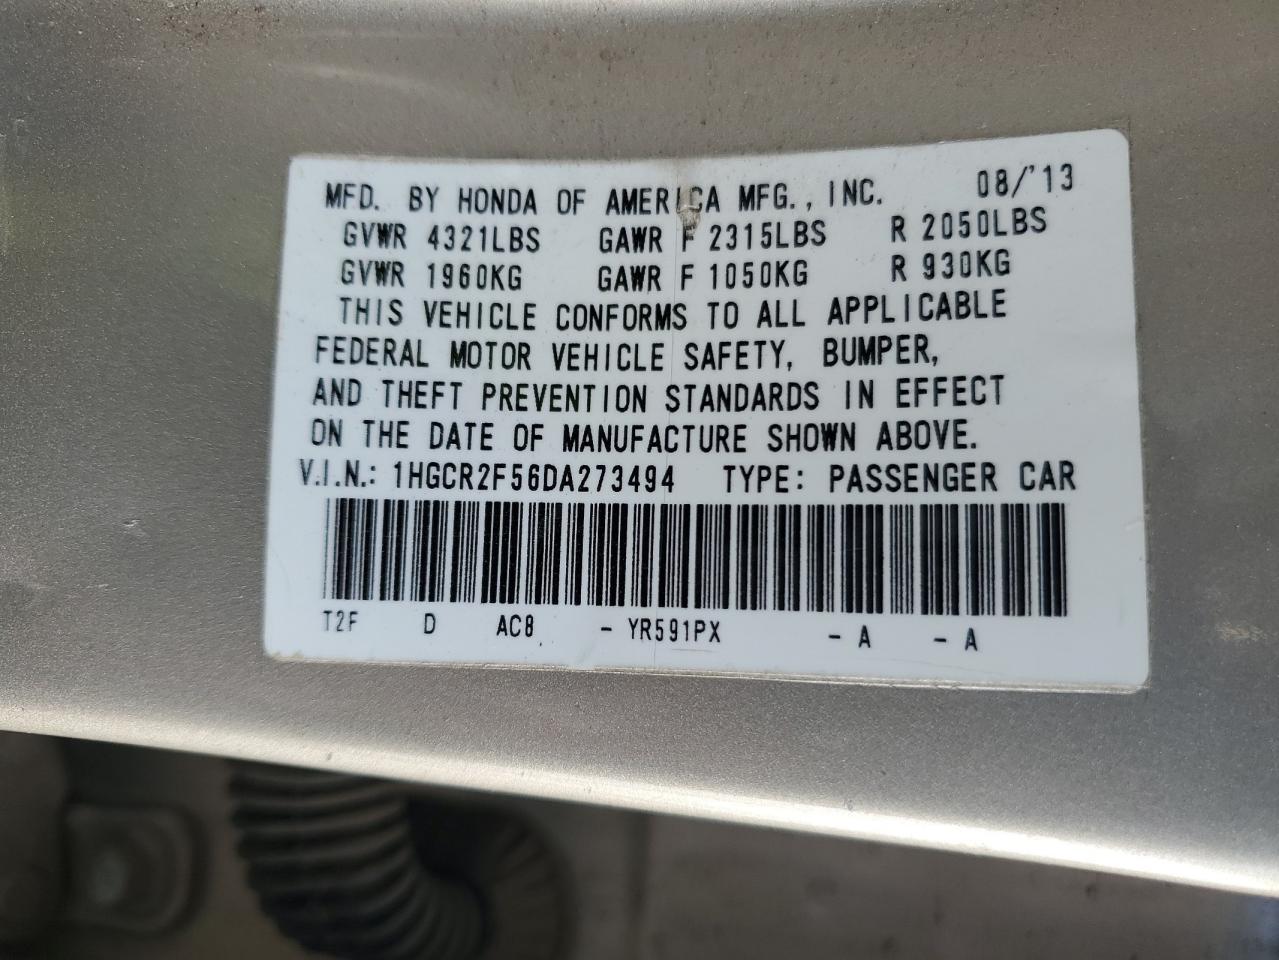 MFD. BY HONDA OF AMERICA MFG., INC. 08/'13
GVWR 4321LBS GAWR F 2315LBS R 2050LBS
GVWR 1960KG GAWR F 1050KG R 930KG
THIS VEHICLE CONFORMS TO ALL APPLICABLE
FEDERAL MOTOR VEHICLE SAFETY, BUMPER,
AND THEFT PREVENTION STANDARDS IN EFFECT
ON THE DATE OF MANUFACTURE SHOWN ABOVE.
V.I.N.: 1HGCR2F56DA273494 TYPE: PASSENGER CAR
T2F D AC8 - YR591PX - A - A